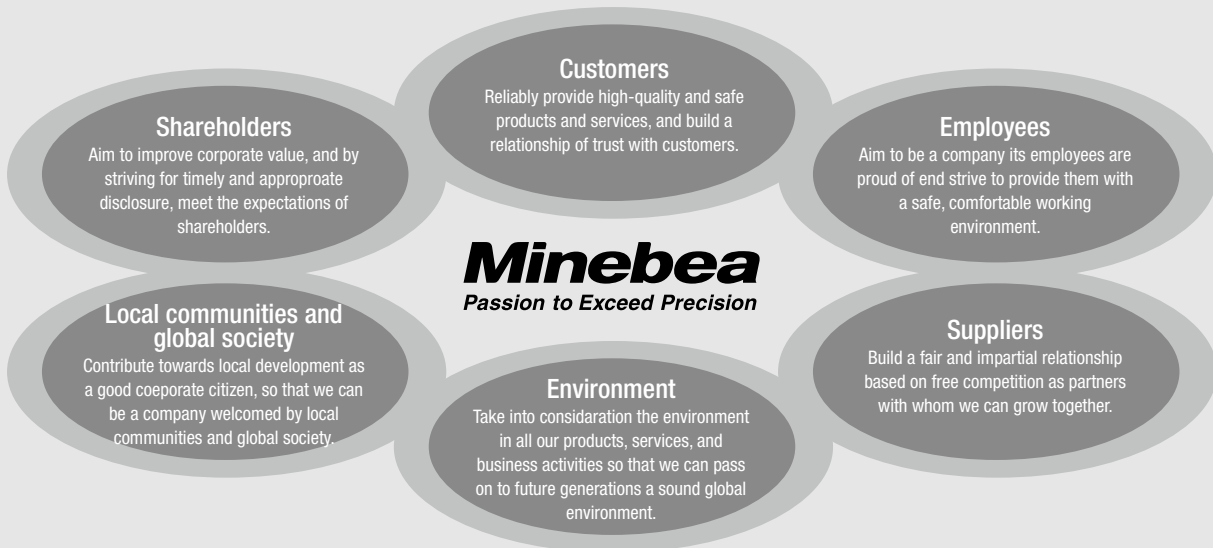 Customers
Reliably provide high-quality and safe
products and services, and build a
relationship of trust with customers.
Shareholders
Aim to improve corporate value, and by
striving for timely and approproate
disclosure, meet the expectations of
shareholders.
Employees
Aim to be a company its employees are
proud of end strive to provide them with
a safe, comfortable working
environment.
Minebea
Passion to Exceed Precision
Local communities and
global society
Contribute towards local development as
a good coeporate citizen, so that we can
be a company welcomed by local
communities and global society.
Environment
Take into considaration the environment
in all our products, services, and
business activities so that we can pass
on to future generations a sound global
environment.
Suppliers
Build a fair and impartial relationship
based on free competition as partners
with whom we can grow together.